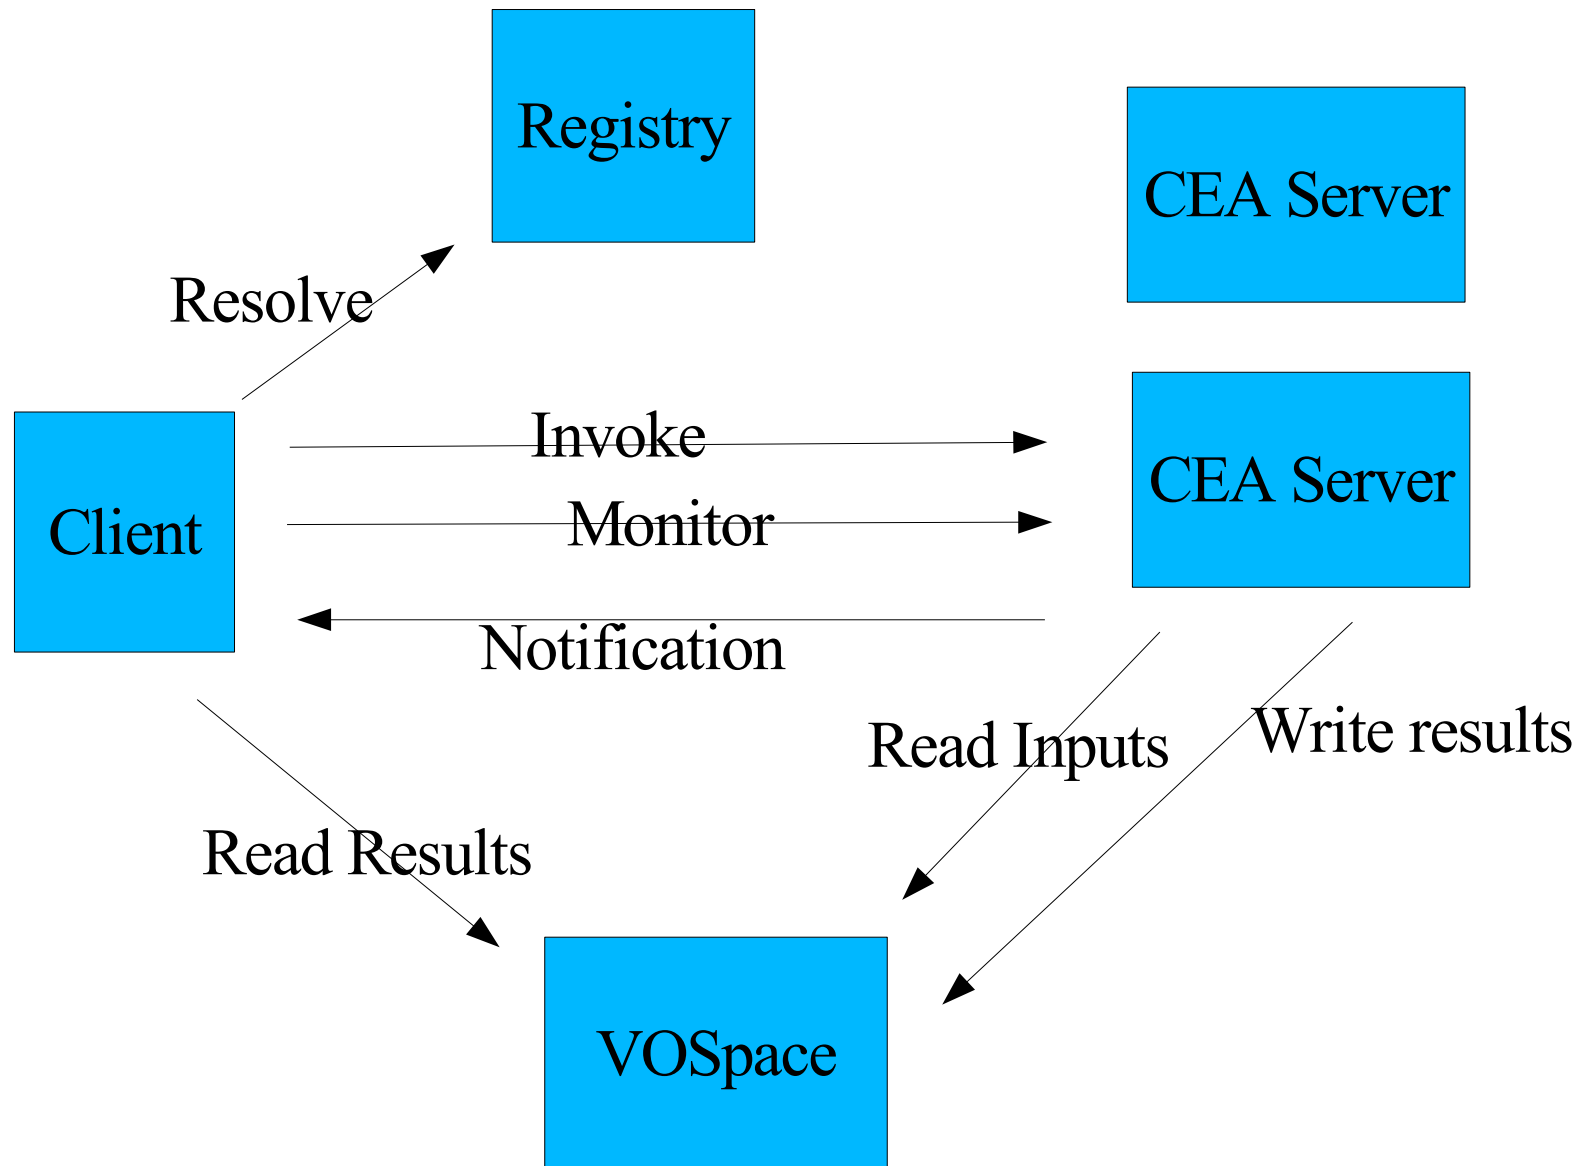 Registry
CEA Server
Resolve
Invoke
CEA Server
Client
Monitor
Notification
Write results
Read Inputs
Read Results
VOSpace